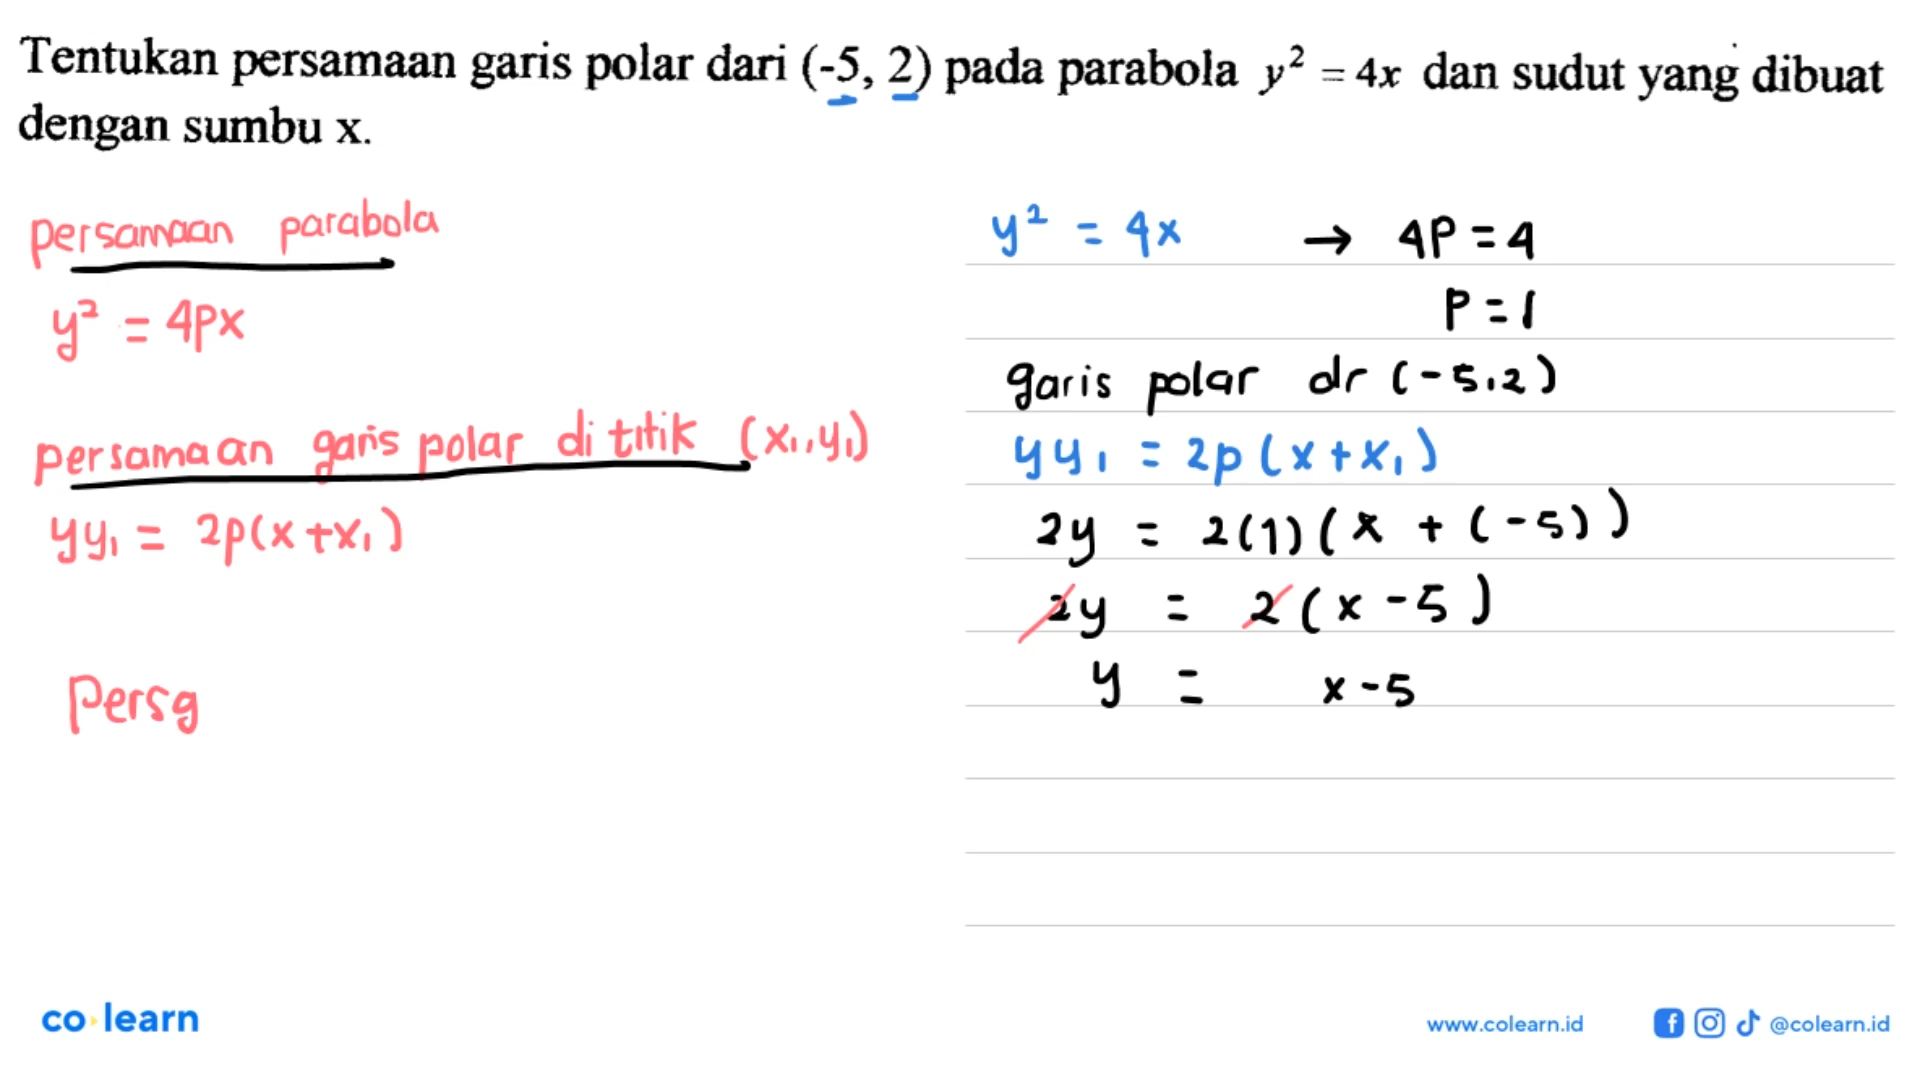 Tentukan persamaan garis polar dari (-5, 2) pada parabola y² = 4x dan sudut yang dibuat
dengan sumbu x.
persamaan parabola
y² = 4px
persamaan garis polar di titik (x₁,y₁)
yy₁ = 2p(x+x₁)
Persg
y² = 4x → 4P = 4
P = 1
garis polar dr (-5,2)
yy₁ = 2p(x+x₁)
2y = 2(1)(x + (-5))
2y = 2(x-5)
y = x-5
co learn
www.colearn.id
@colearn.id